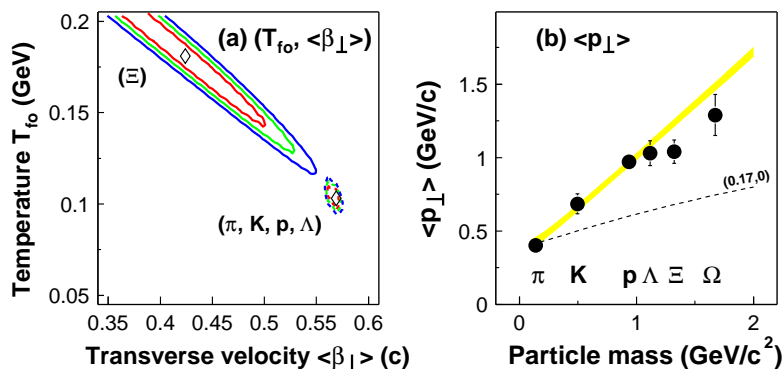 (a) (T_fo, <β⊥>)
(Ξ)
(π, K, p, Λ)
Temperature T_fo (GeV)
0.2
0.15
0.1
0.05
0.35 0.4 0.45 0.5 0.55 0.6
Transverse velocity <β⊥> (c)
(b) <p⊥>
(0.17,0)
π K p Λ Ξ Ω
<p⊥> (GeV/c)
2
1.5
1
0.5
0
0 1 2
Particle mass (GeV/c²)